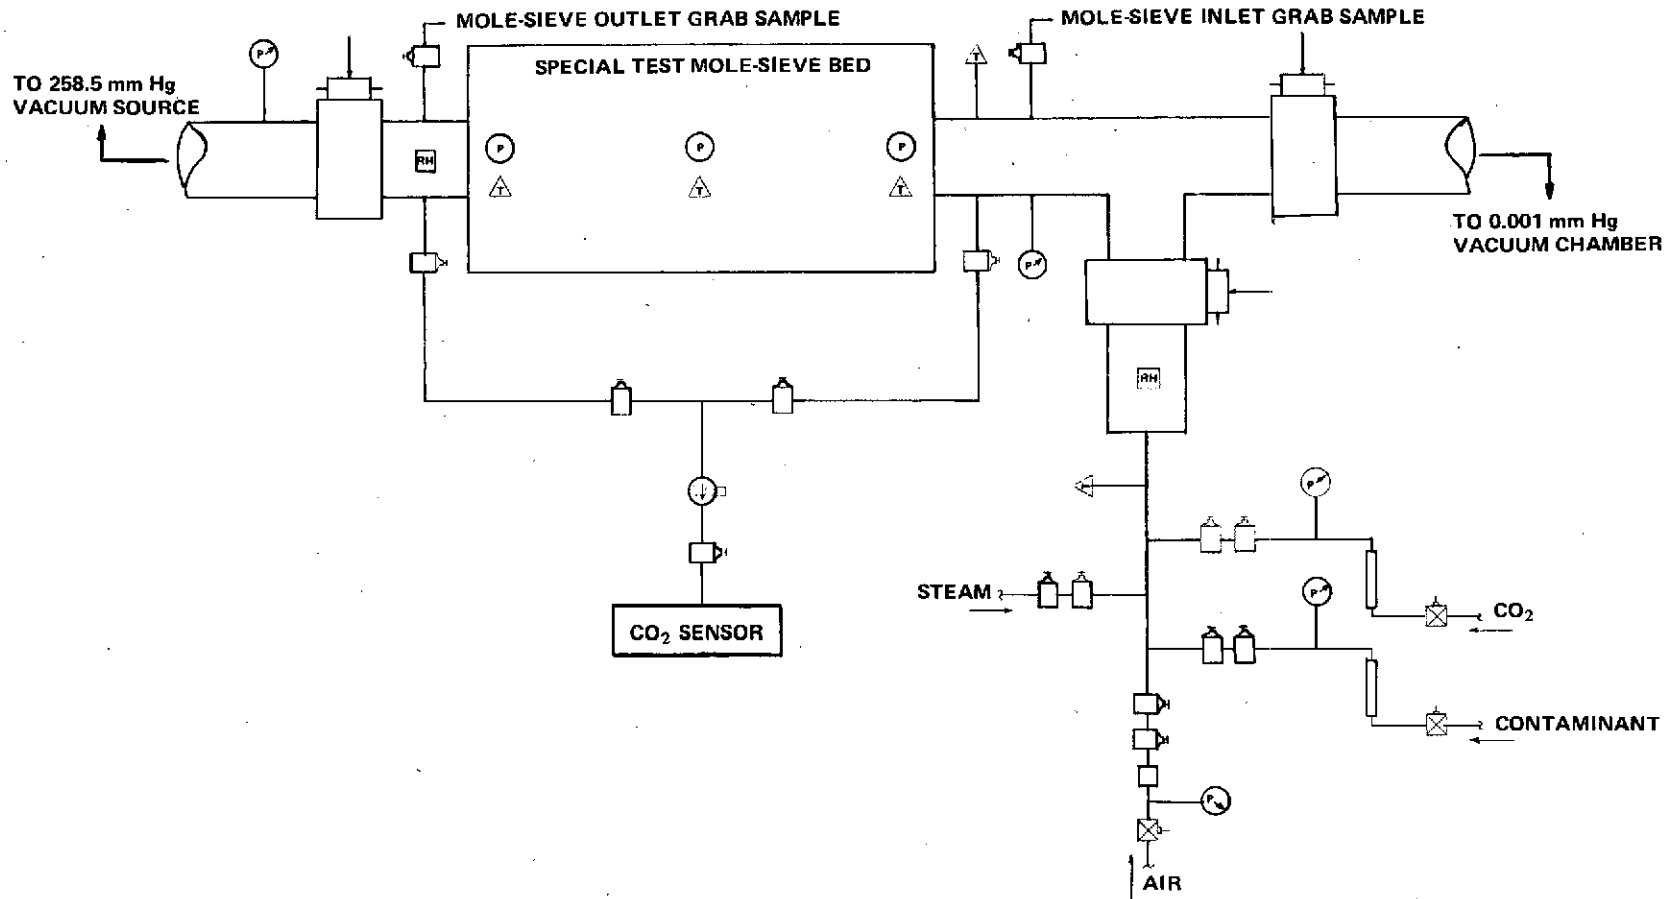 MOLE-SIEVE OUTLET GRAB SAMPLE
MOLE-SIEVE INLET GRAB SAMPLE
P
T
SPECIAL TEST MOLE-SIEVE BED
TO 258.5 mm Hg
VACUUM SOURCE
RH
P
P
P
T
T
T
TO 0.001 mm Hg
VACUUM CHAMBER
P
RH
P
STEAM
P
CO₂
CO₂ SENSOR
CONTAMINANT
P
AIR